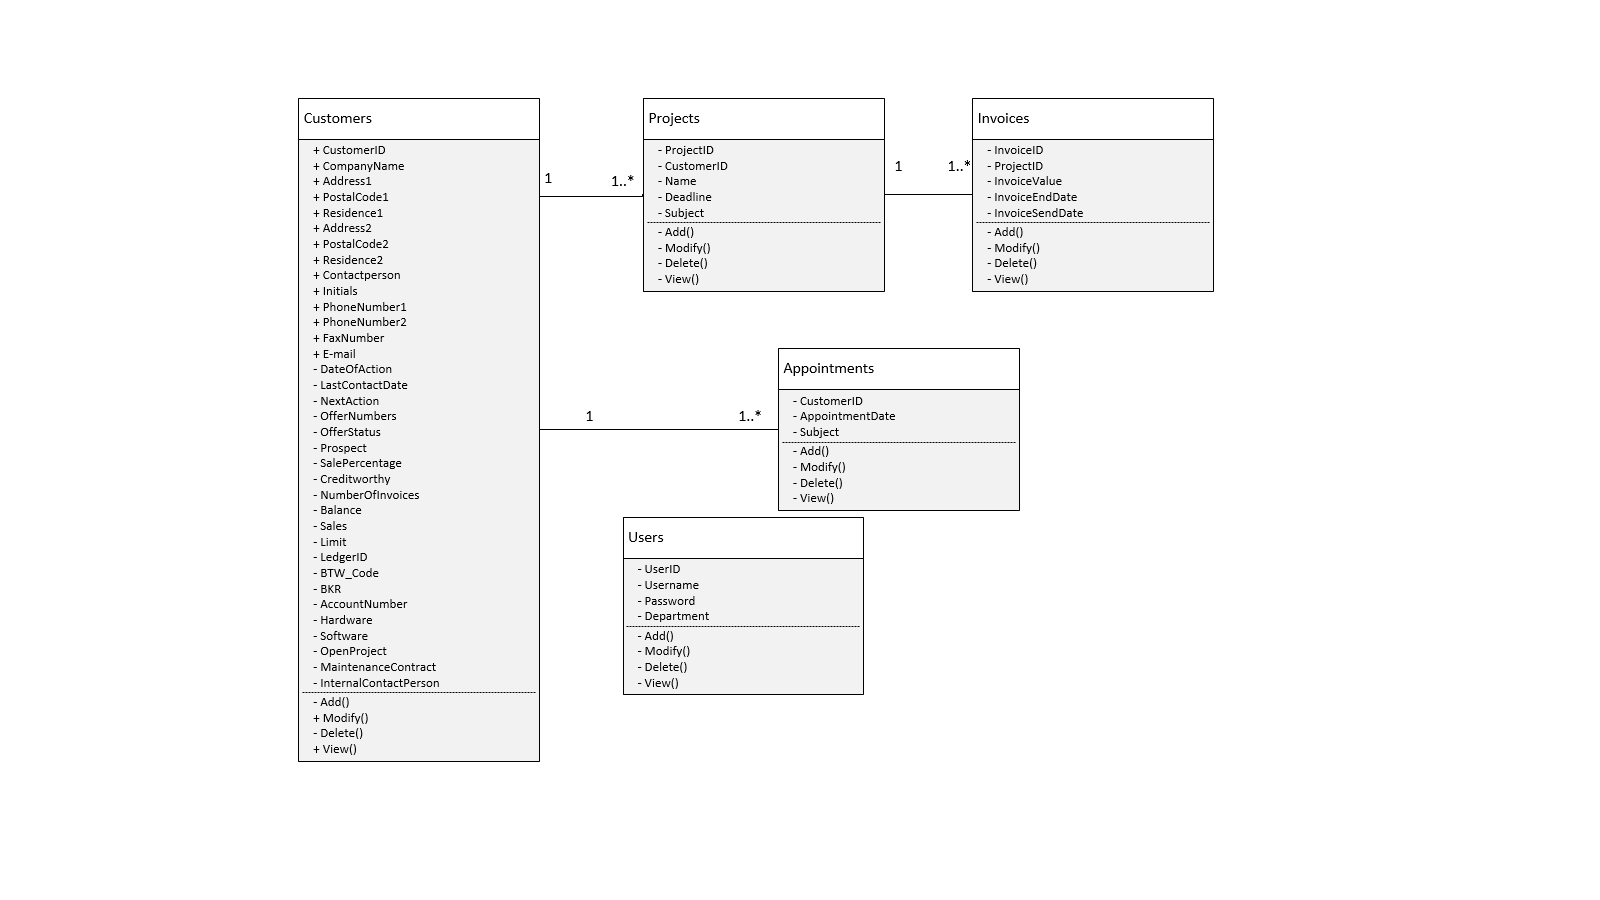 Customers
+ CustomerID
+ CompanyName
+ Address1
+ PostalCode1
+ Residence1
+ Address2
+ PostalCode2
+ Residence2
+ Contactperson
+ Initials
+ PhoneNumber1
+ PhoneNumber2
+ FaxNumber
+ E-mail
- DateOfAction
- LastContactDate
- NextAction
- OfferNumbers
- OfferStatus
- Prospect
- SalePercentage
- Creditworthy
- NumberOfInvoices
- Balance
- Sales
- Limit
- LedgerID
- BTW_Code
- BKR
- AccountNumber
- Hardware
- Software
- OpenProject
- MaintenanceContract
- InternalContactPerson
- Add()
+ Modify()
- Delete()
+ View()
1
1..*
Projects
- ProjectID
- CustomerID
- Name
- Deadline
- Subject
- Add()
- Modify()
- Delete()
- View()
1
1..*
Invoices
- InvoiceID
- ProjectID
- InvoiceValue
- InvoiceEndDate
- InvoiceSendDate
- Add()
- Modify()
- Delete()
- View()
1
1..*
Appointments
- CustomerID
- AppointmentDate
- Subject
- Add()
- Modify()
- Delete()
- View()
Users
- UserID
- Username
- Password
- Department
- Add()
- Modify()
- Delete()
- View()